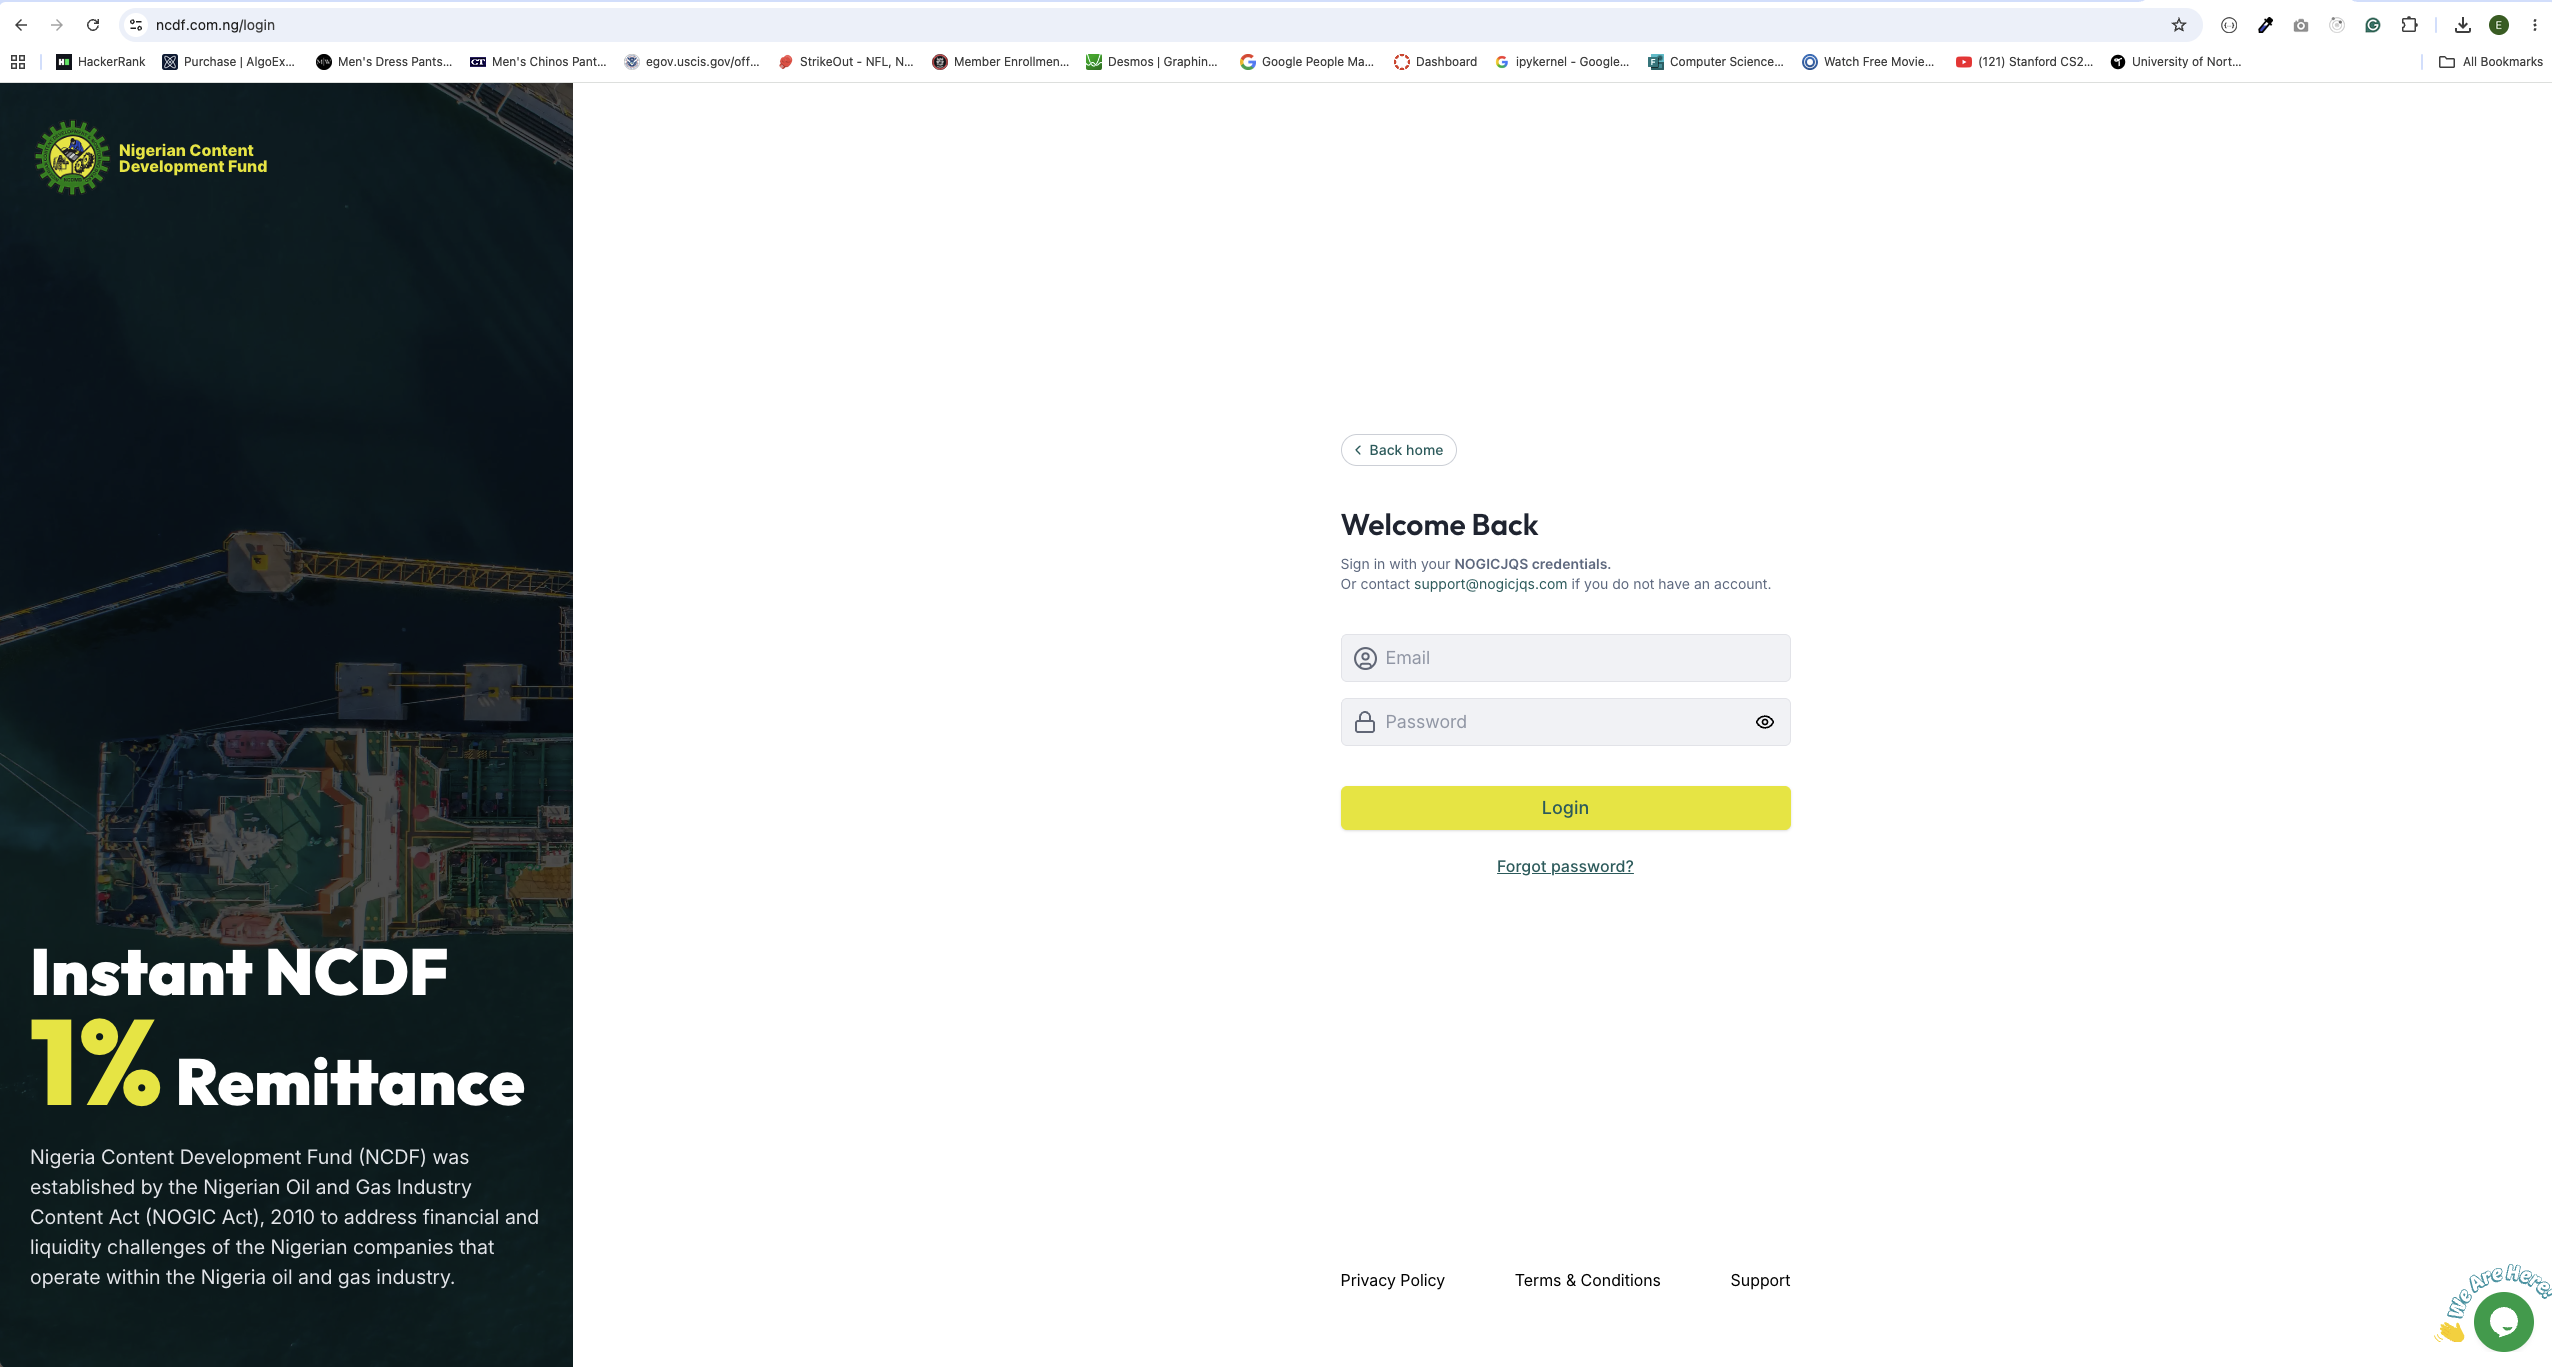 ncdf.com.ng/login
E
HackerRank
Purchase | AlgoEx...
Men's Dress Pants...
Men's Chinos Pant...
egov.uscis.gov/off...
StrikeOut - NFL, N...
Member Enrollmen...
Desmos | Graphin...
Google People Ma...
Dashboard
ipykernel - Google...
Computer Science...
Watch Free Movie...
(121) Stanford CS2...
University of Nort...
All Bookmarks
Nigerian Content
Development Fund
Instant NCDF
1% Remittance
Nigeria Content Development Fund (NCDF) was
established by the Nigerian Oil and Gas Industry
Content Act (NOGIC Act), 2010 to address financial and
liquidity challenges of the Nigerian companies that
operate within the Nigeria oil and gas industry.
Back home
Welcome Back
Sign in with your NOGICJQS credentials.
Or contact support@nogicjqs.com if you do not have an account.
Email
Password
Login
Forgot password?
Privacy Policy
Terms & Conditions
Support
We Are Here!